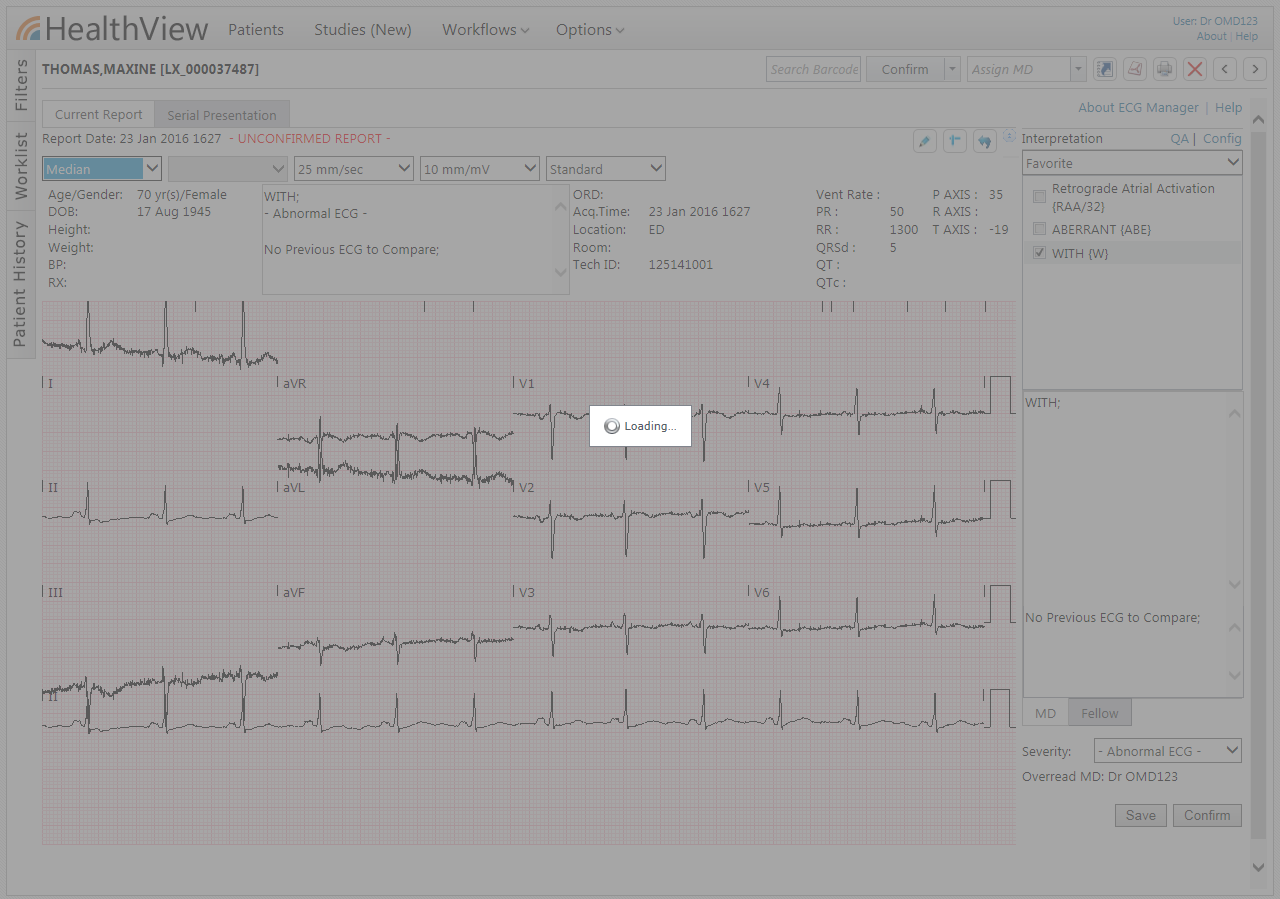 HealthView
Patients
Studies (New)
Workflows
Options
User: Dr OMD123
About | Help
Filters
Worklist
Patient History
THOMAS,MAXINE [LX_000037487]
Search Barcode
Confirm
Assign MD
Current Report
Serial Presentation
About ECG Manager | Help
Report Date: 23 Jan 2016 1627 - UNCONFIRMED REPORT -
Median
25 mm/sec
10 mm/mV
Standard
Age/Gender: 70 yr(s)/Female
DOB: 17 Aug 1945
Height:
Weight:
BP:
RX:
WITH;
- Abnormal ECG -
No Previous ECG to Compare;
ORD:
Acq.Time: 23 Jan 2016 1627
Location: ED
Room:
Tech ID: 125141001
Vent Rate :
PR : 50
RR : 1300
QRSd : 5
QT :
QTc :
P AXIS : 35
R AXIS :
T AXIS : -19
Interpretation
QA | Config
Favorite
Retrograde Atrial Activation
{RAA/32}
ABERRANT {ABE}
WITH {W}
I
aVR
V1
V4
Loading...
II
aVL
V2
V5
III
aVF
V3
V6
II
WITH;
No Previous ECG to Compare;
MD
Fellow
Severity: - Abnormal ECG -
Overread MD: Dr OMD123
Save
Confirm